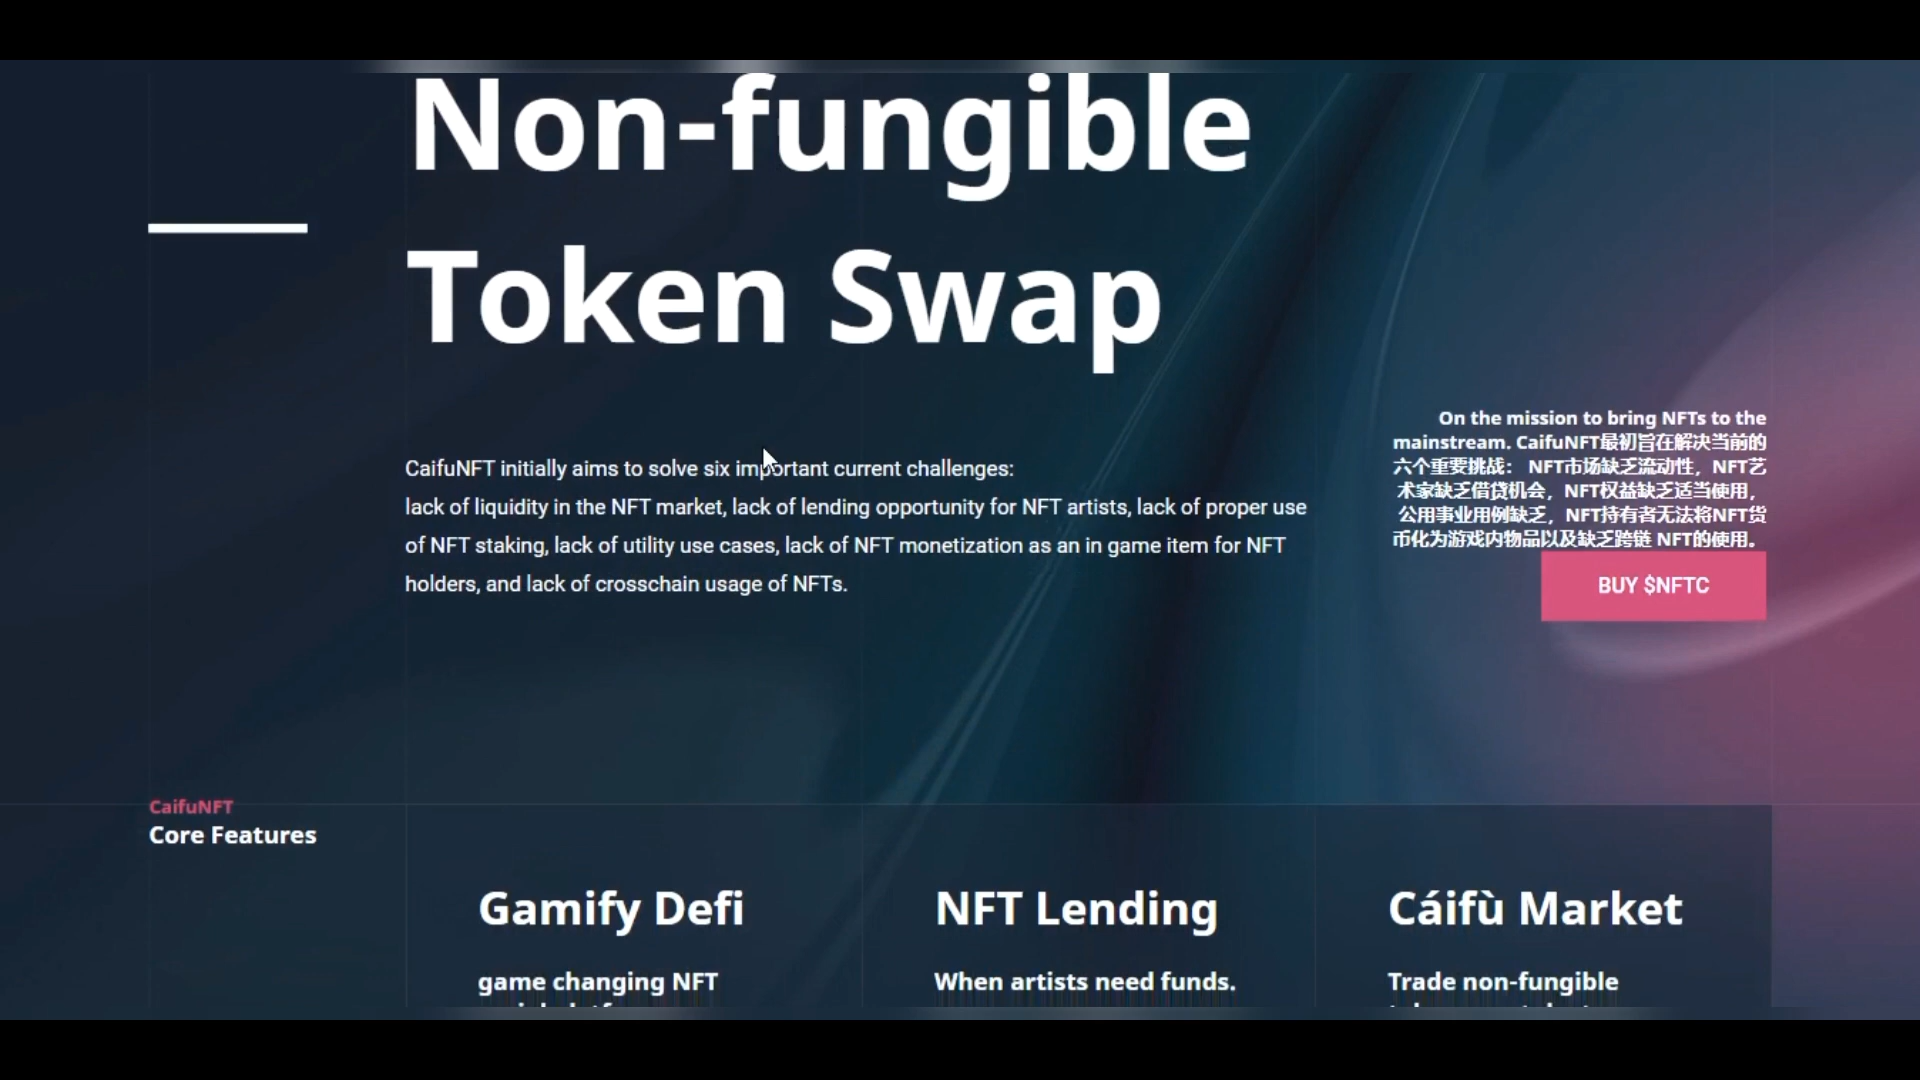 Non-fungible
Token Swap
CaifuNFT initially aims to solve six important current challenges:
lack of liquidity in the NFT market, lack of lending opportunity for NFT artists, lack of proper use
of NFT staking, lack of utility use cases, lack of NFT monetization as an in game item for NFT
holders, and lack of crosschain usage of NFTs.
On the mission to bring NFTs to the
mainstream. CaifuNFT最初旨在解决当前的
六个重要挑战： NFT市场缺乏流动性，NFT艺
术家缺乏借贷机会，NFT权益缺乏适当使用，
公用事业用例缺乏，NFT持有者无法将NFT货
币化为游戏内物品以及缺乏跨链 NFT的使用。
BUY $NFTC
CaifuNFT
Core Features
Gamify Defi
game changing NFT
NFT Lending
When artists need funds.
Cáifù Market
Trade non-fungible